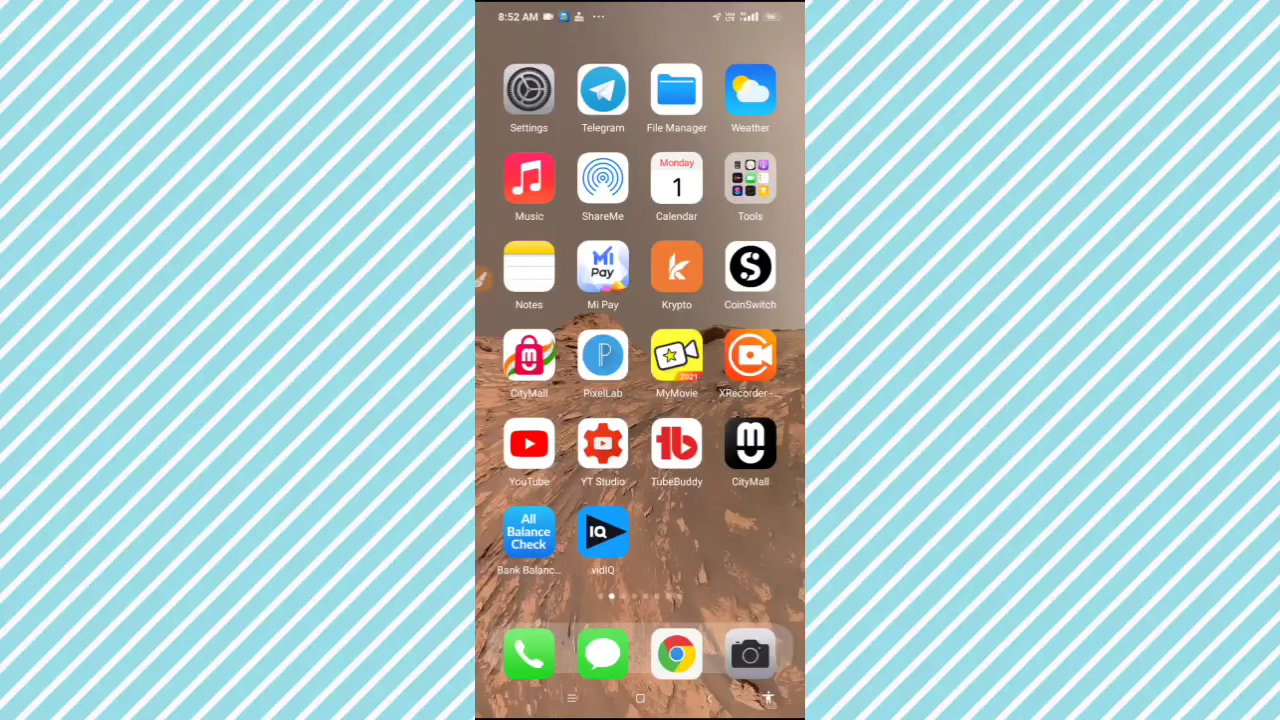 8:52 AM
Settings Telegram File Manager Weather
Monday
1
Music ShareMe Calendar Tools
Mi
Pay
Notes Mi Pay Krypto CoinSwitch
2021
CityMall PixelLab MyMovie XRecorder -...
YouTube YT Studio TubeBuddy CityMall
All
Balance
Check
IQ
Bank Balanc... vidIQ